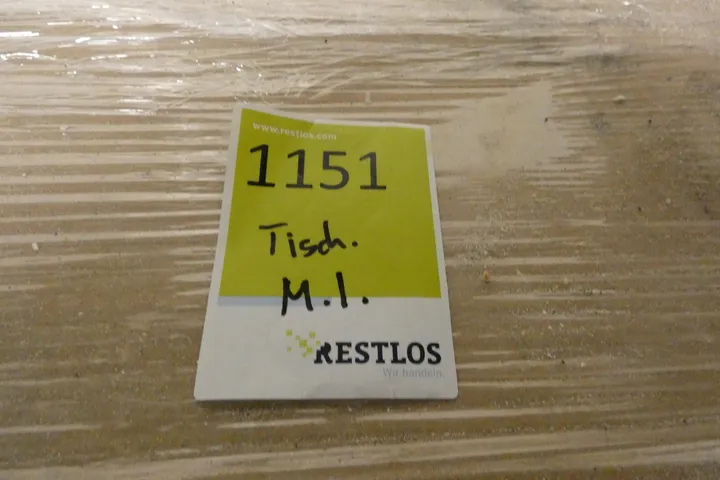 www.restlos.com
1151
Tisch.
M.I.
RESTLOS
Wir handeln.